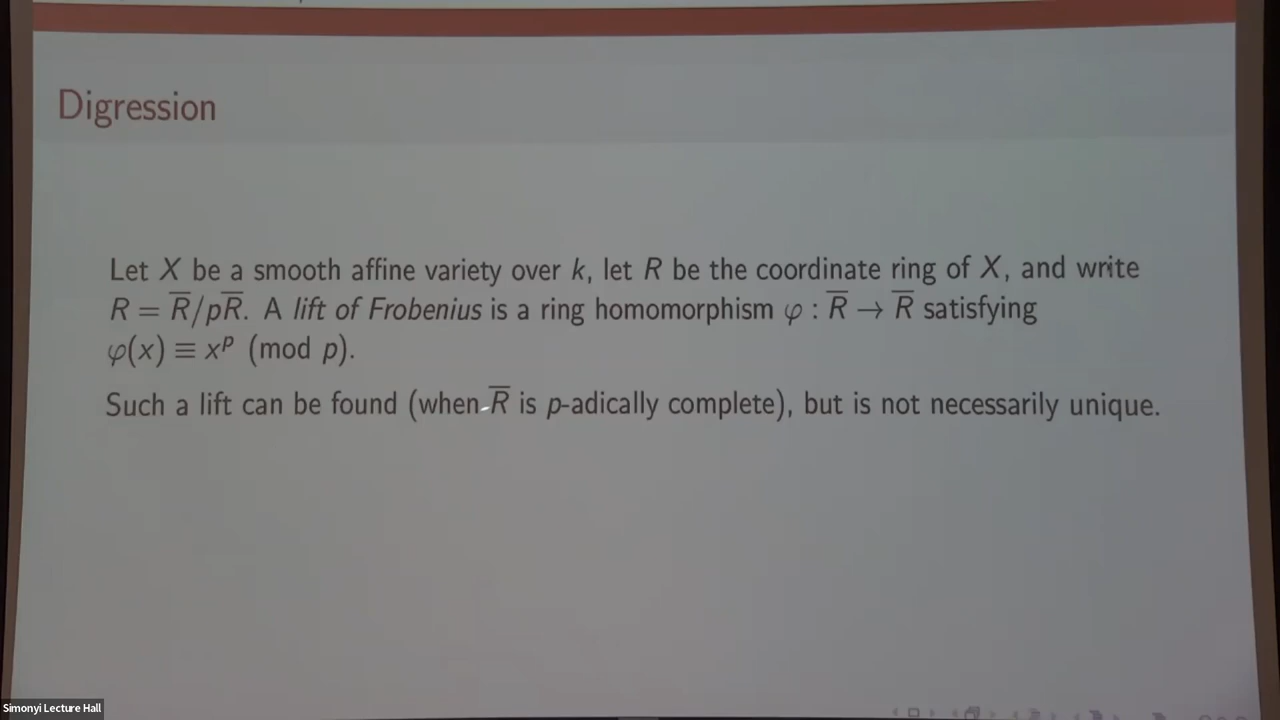 Digression
Let X be a smooth affine variety over k, let R be the coordinate ring of X, and write
R = R̅/pR̅. A lift of Frobenius is a ring homomorphism φ : R̅ → R̅ satisfying
φ(x) ≡ xᵖ (mod p).
Such a lift can be found (when R̅ is p-adically complete), but is not necessarily unique.
Simonyi Lecture Hall